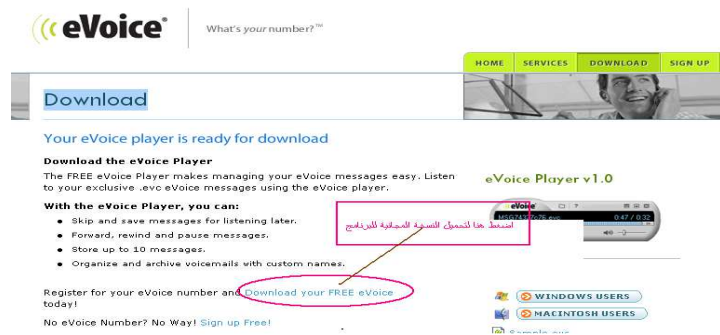 eVoice®
What's your number?™
HOME SERVICES DOWNLOAD SIGN UP
Download
Your eVoice player is ready for download
Download the eVoice Player
The FREE eVoice Player makes managing your eVoice messages easy. Listen
to your exclusive .evc eVoice messages using the eVoice player.
With the eVoice Player, you can:
• Skip and save messages for listening later.
• Forward, rewind and pause messages.
• Store up to 10 messages.
• Organize and archive voicemails with custom names.
اضغط هنا لتحميل النسخة المجانية للبرنامج
Register for your eVoice number and Download your FREE eVoice
today!
No eVoice Number? No Way! Sign up Free!
eVoice Player v1.0
eVoice
0:47 / 0:32
WINDOWS USERS
MACINTOSH USERS
Sample.evc